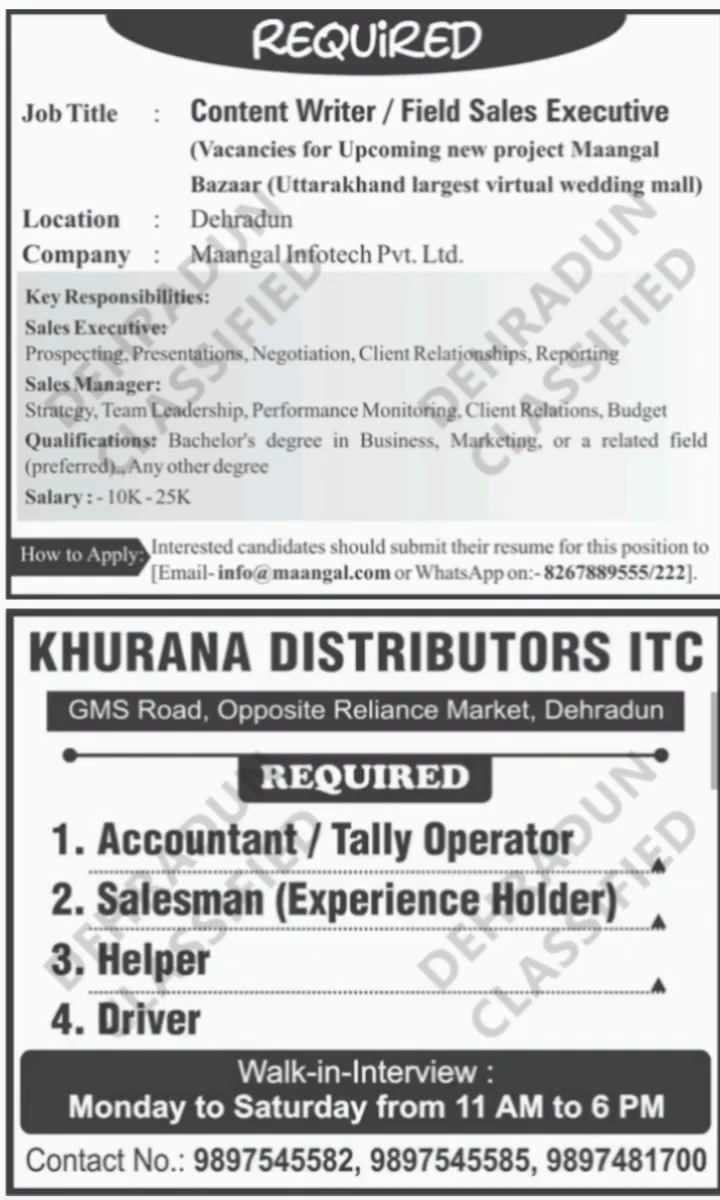 REQUiRED
Job Title : Content Writer / Field Sales Executive
(Vacancies for Upcoming new project Maangal
Bazaar (Uttarakhand largest virtual wedding mall)
Location : Dehradun
Company : Maangal Infotech Pvt. Ltd.
Key Responsibilities:
Sales Executive:
Prospecting, Presentations, Negotiation, Client Relationships, Reporting
Sales Manager:
Strategy, Team Leadership, Performance Monitoring, Client Relations, Budget
Qualifications: Bachelor's degree in Business, Marketing, or a related field
(preferred)., Any other degree
Salary : - 10K - 25K
How to Apply: Interested candidates should submit their resume for this position to
[Email- info@maangal.com or WhatsApp on:- 8267889555/222].
DEHRADUN
CLASSIFIED
DEHRADUN
CLASSIFIED
KHURANA DISTRIBUTORS ITC
GMS Road, Opposite Reliance Market, Dehradun
REQUIRED
1. Accountant / Tally Operator
2. Salesman (Experience Holder)
3. Helper
4. Driver
Walk-in-Interview :
Monday to Saturday from 11 AM to 6 PM
Contact No.: 9897545582, 9897545585, 9897481700
DEHRADUN
CLASSIFIED
DEHRADUN
CLASSIFIED